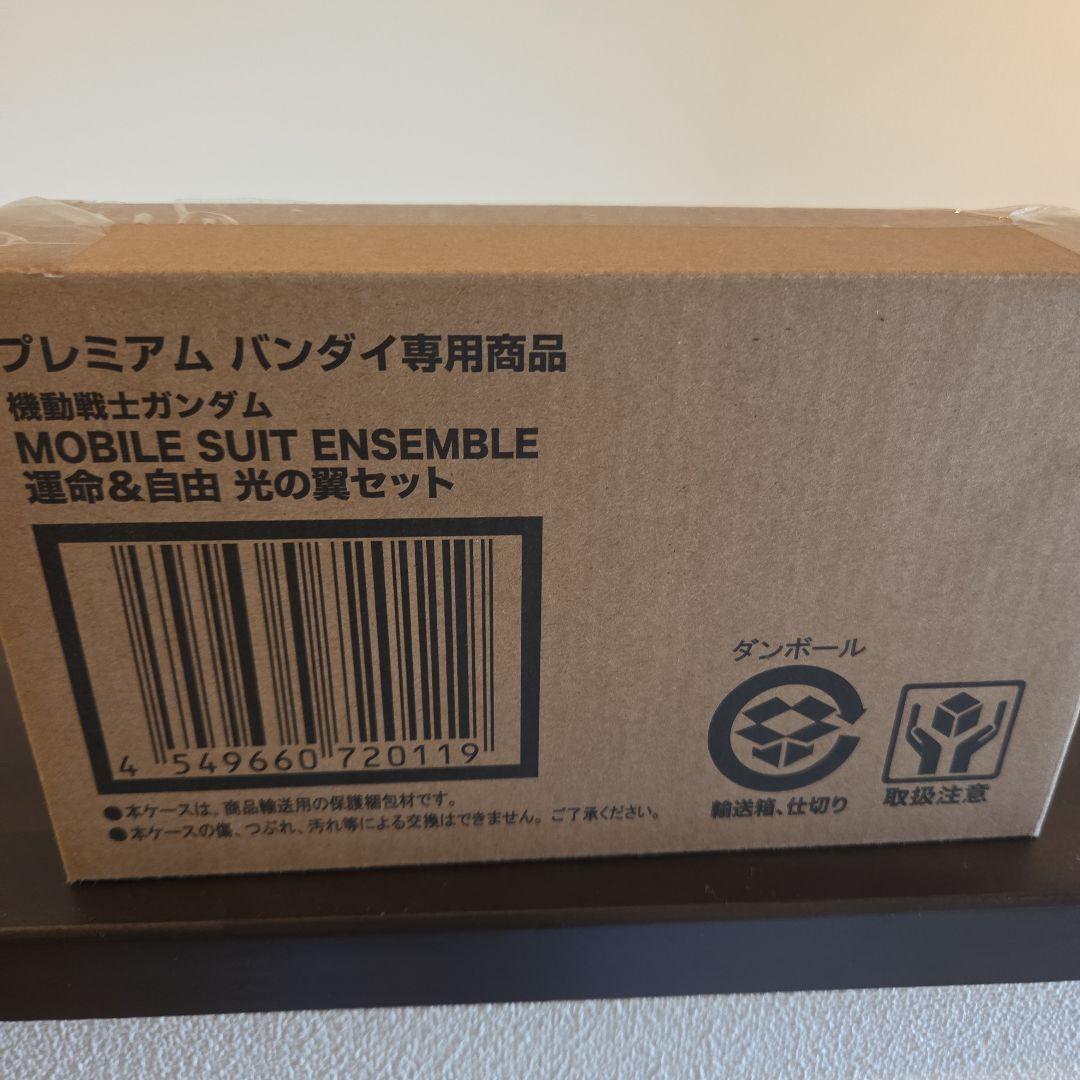 プレミアム バンダイ専用商品
機動戦士ガンダム
MOBILE SUIT ENSEMBLE
運命&自由 光の翼セット
4 549660 720119
●本ケースは、商品輸送用の保護梱包材です。
●本ケースの傷、つぶれ、汚れ等による交換はできません。ご了承ください。
ダンボール
輸送箱、仕切り
取扱注意